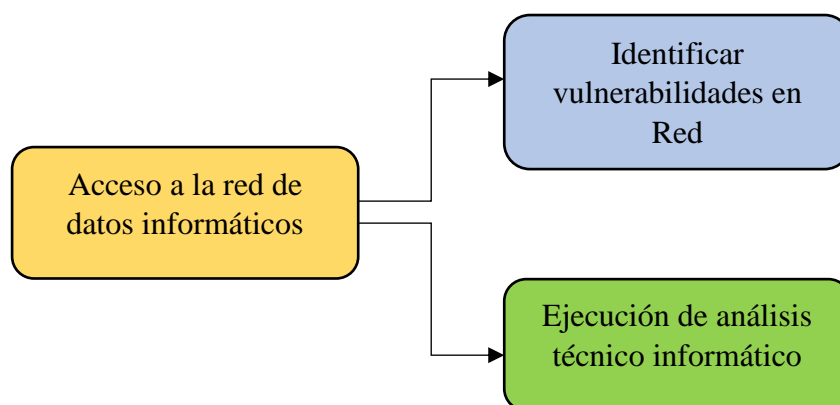 Identificar
vulnerabilidades en
Red
Acceso a la red de
datos informáticos
Ejecución de análisis
técnico informático